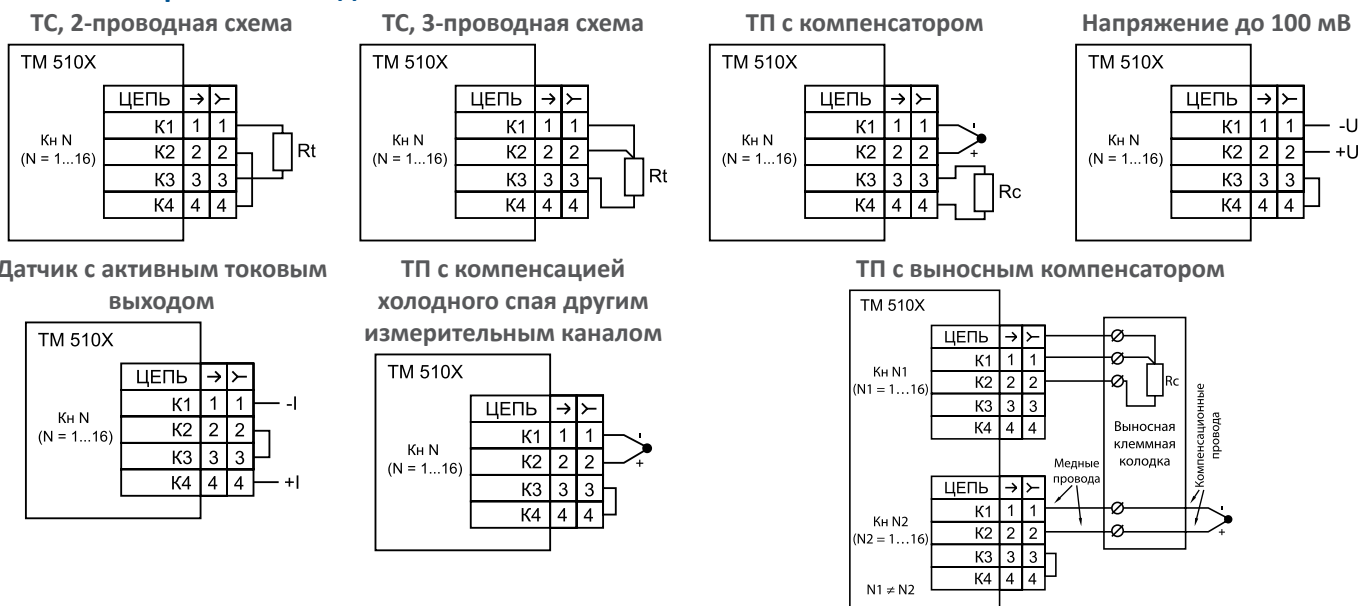 ТС, 2-проводная схема
ТМ 510X
ЦЕПЬ
К1 1 1
К2 2 2
К3 3 3
К4 4 4
Кн N
(N = 1...16)
Rt
ТС, 3-проводная схема
ТМ 510X
ЦЕПЬ
К1 1 1
К2 2 2
К3 3 3
К4 4 4
Кн N
(N = 1...16)
Rt
ТП с компенсатором
ТМ 510X
ЦЕПЬ
К1 1 1
К2 2 2
К3 3 3
К4 4 4
Кн N
(N = 1...16)
-
+
Rc
Напряжение до 100 мВ
ТМ 510X
ЦЕПЬ
К1 1 1
К2 2 2
К3 3 3
К4 4 4
Кн N
(N = 1...16)
-U
+U
Датчик с активным токовым
выходом
ТМ 510X
ЦЕПЬ
К1 1 1
К2 2 2
К3 3 3
К4 4 4
Кн N
(N = 1...16)
-I
+I
ТП с компенсацией
холодного спая другим
измерительным каналом
ТМ 510X
ЦЕПЬ
К1 1 1
К2 2 2
К3 3 3
К4 4 4
Кн N
(N = 1...16)
-
+
ТП с выносным компенсатором
ТМ 510X
ЦЕПЬ
К1 1 1
К2 2 2
К3 3 3
К4 4 4
Кн N1
(N1 = 1...16)
Rc
Выносная
клеммная
колодка
Компенсационные
провода
Медные
провода
ЦЕПЬ
К1 1 1
К2 2 2
К3 3 3
К4 4 4
Кн N2
(N2 = 1...16)
-
+
N1 ≠ N2